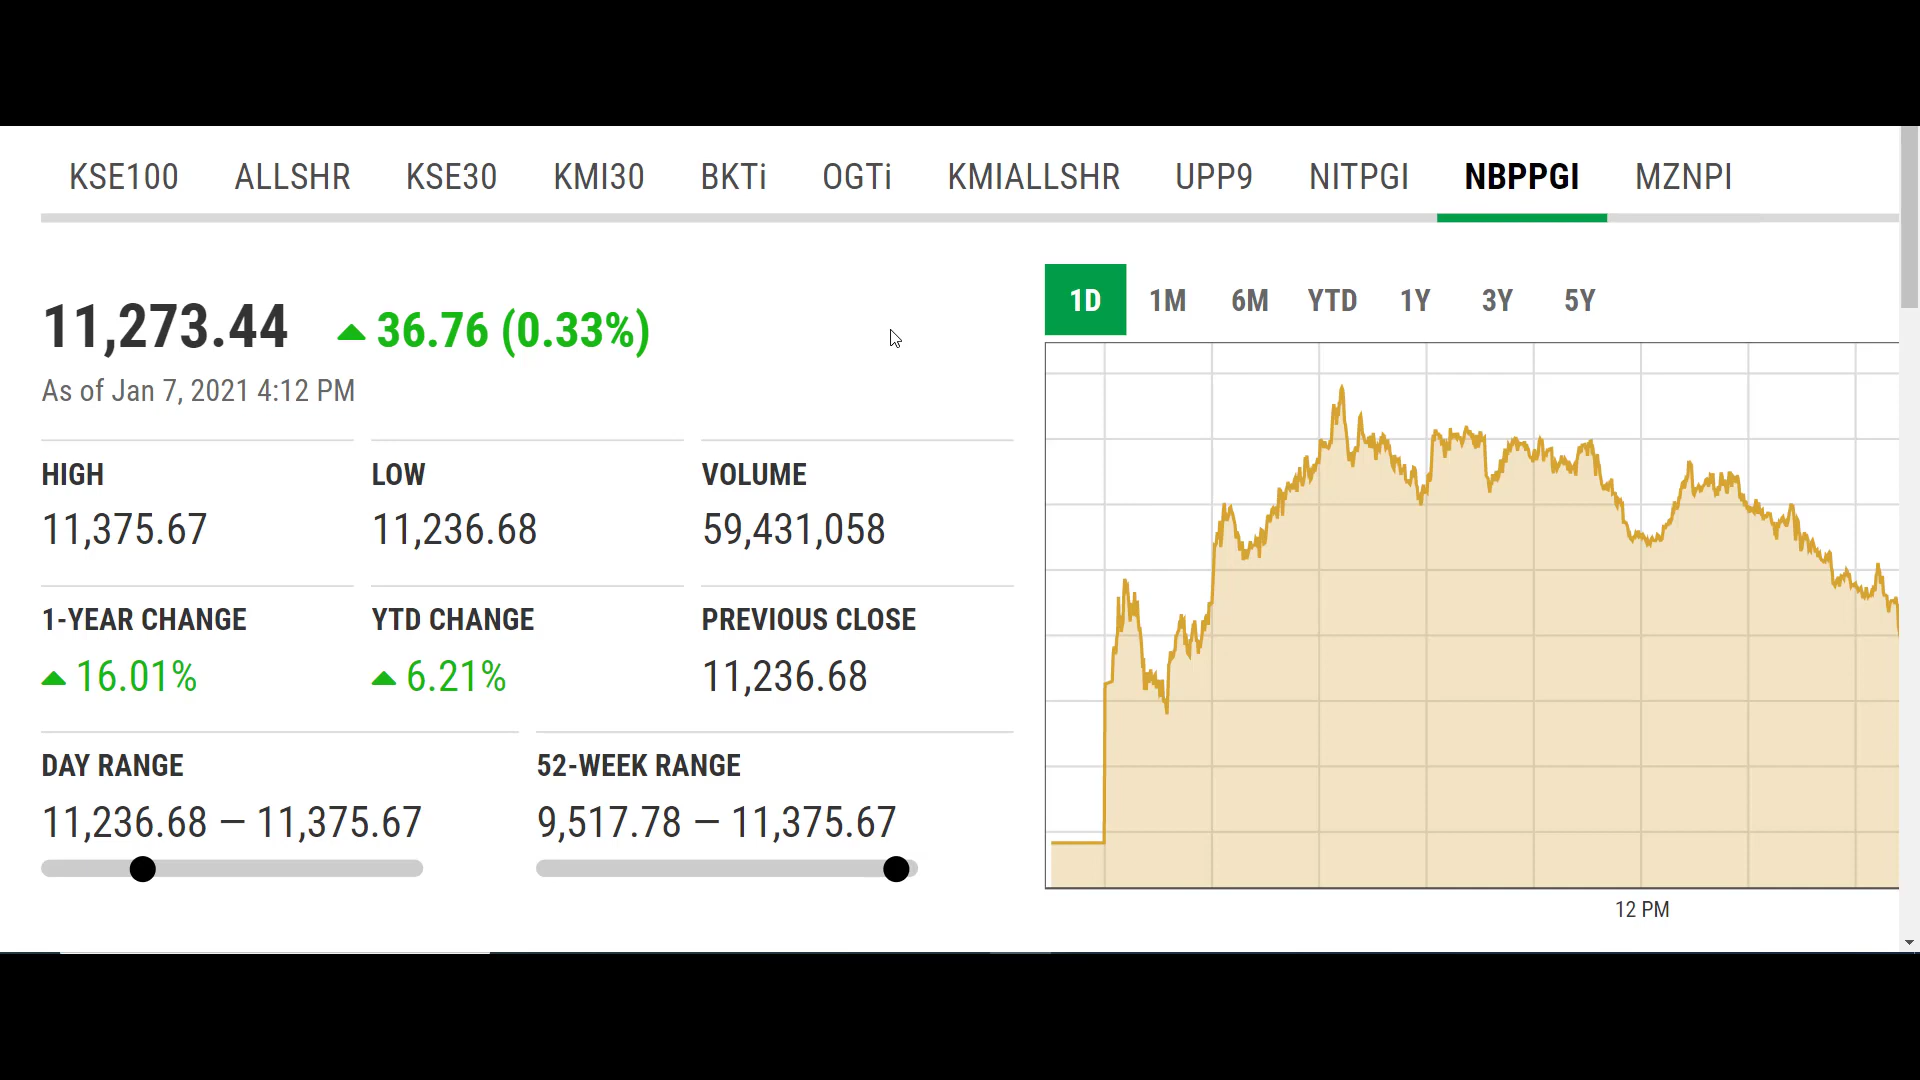 KSE100 ALLSHR KSE30 KMI30 BKTi OGTi KMIALLSHR UPP9 NITPGI NBPPGI MZNPI
11,273.44 36.76 (0.33%)
As of Jan 7, 2021 4:12 PM
HIGH LOW VOLUME
11,375.67 11,236.68 59,431,058
1-YEAR CHANGE YTD CHANGE PREVIOUS CLOSE
16.01% 6.21% 11,236.68
DAY RANGE 52-WEEK RANGE
11,236.68 — 11,375.67 9,517.78 — 11,375.67
1D 1M 6M YTD 1Y 3Y 5Y
12 PM